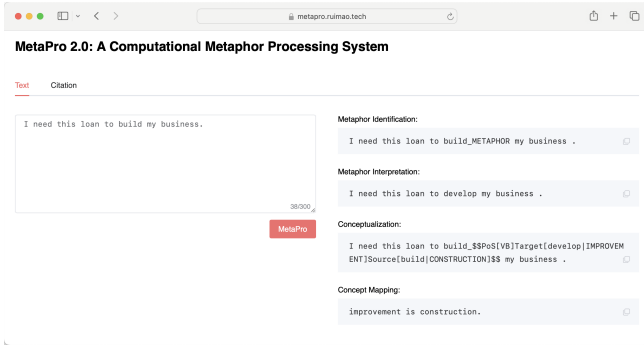 metapro.ruimao.tech
MetaPro 2.0: A Computational Metaphor Processing System
Text Citation
I need this loan to build my business.
38/300
MetaPro
Metaphor Identification:
I need this loan to build_METAPHOR my business .
Metaphor Interpretation:
I need this loan to develop my business .
Conceptualization:
I need this loan to build_$$PoS[VB]Target[develop|IMPROVEM
ENT]Source[build|CONSTRUCTION]$$ my business .
Concept Mapping:
improvement is construction.